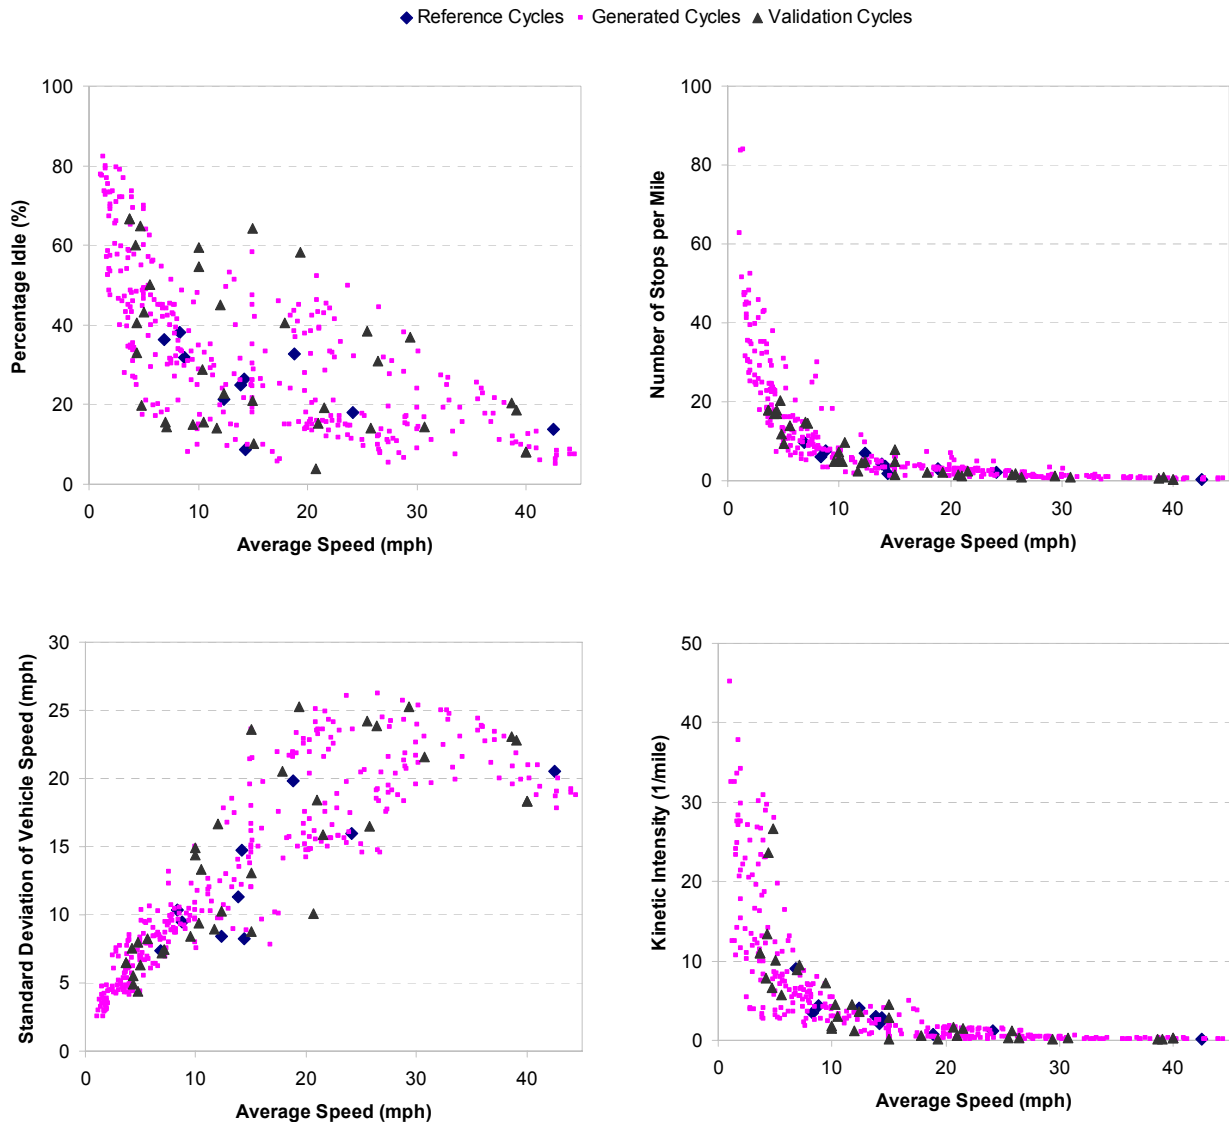 Reference Cycles Generated Cycles Validation Cycles
100
80
60
40
20
0
Percentage Idle (%)
0 10 20 30 40
Average Speed (mph)
100
80
60
40
20
0
Number of Stops per Mile
0 10 20 30 40
Average Speed (mph)
30
25
20
15
10
5
0
Standard Deviation of Vehicle Speed (mph)
0 10 20 30 40
Average Speed (mph)
50
40
30
20
10
0
Kinetic Intensity (1/mile)
0 10 20 30 40
Average Speed (mph)